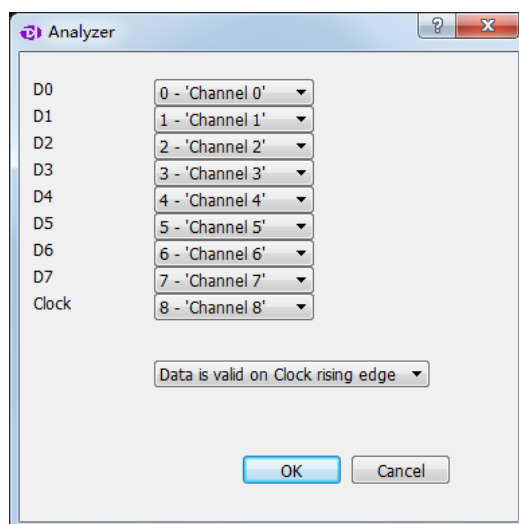 Analyzer
D0 0 - 'Channel 0'
D1 1 - 'Channel 1'
D2 2 - 'Channel 2'
D3 3 - 'Channel 3'
D4 4 - 'Channel 4'
D5 5 - 'Channel 5'
D6 6 - 'Channel 6'
D7 7 - 'Channel 7'
Clock 8 - 'Channel 8'
Data is valid on Clock rising edge
OK Cancel